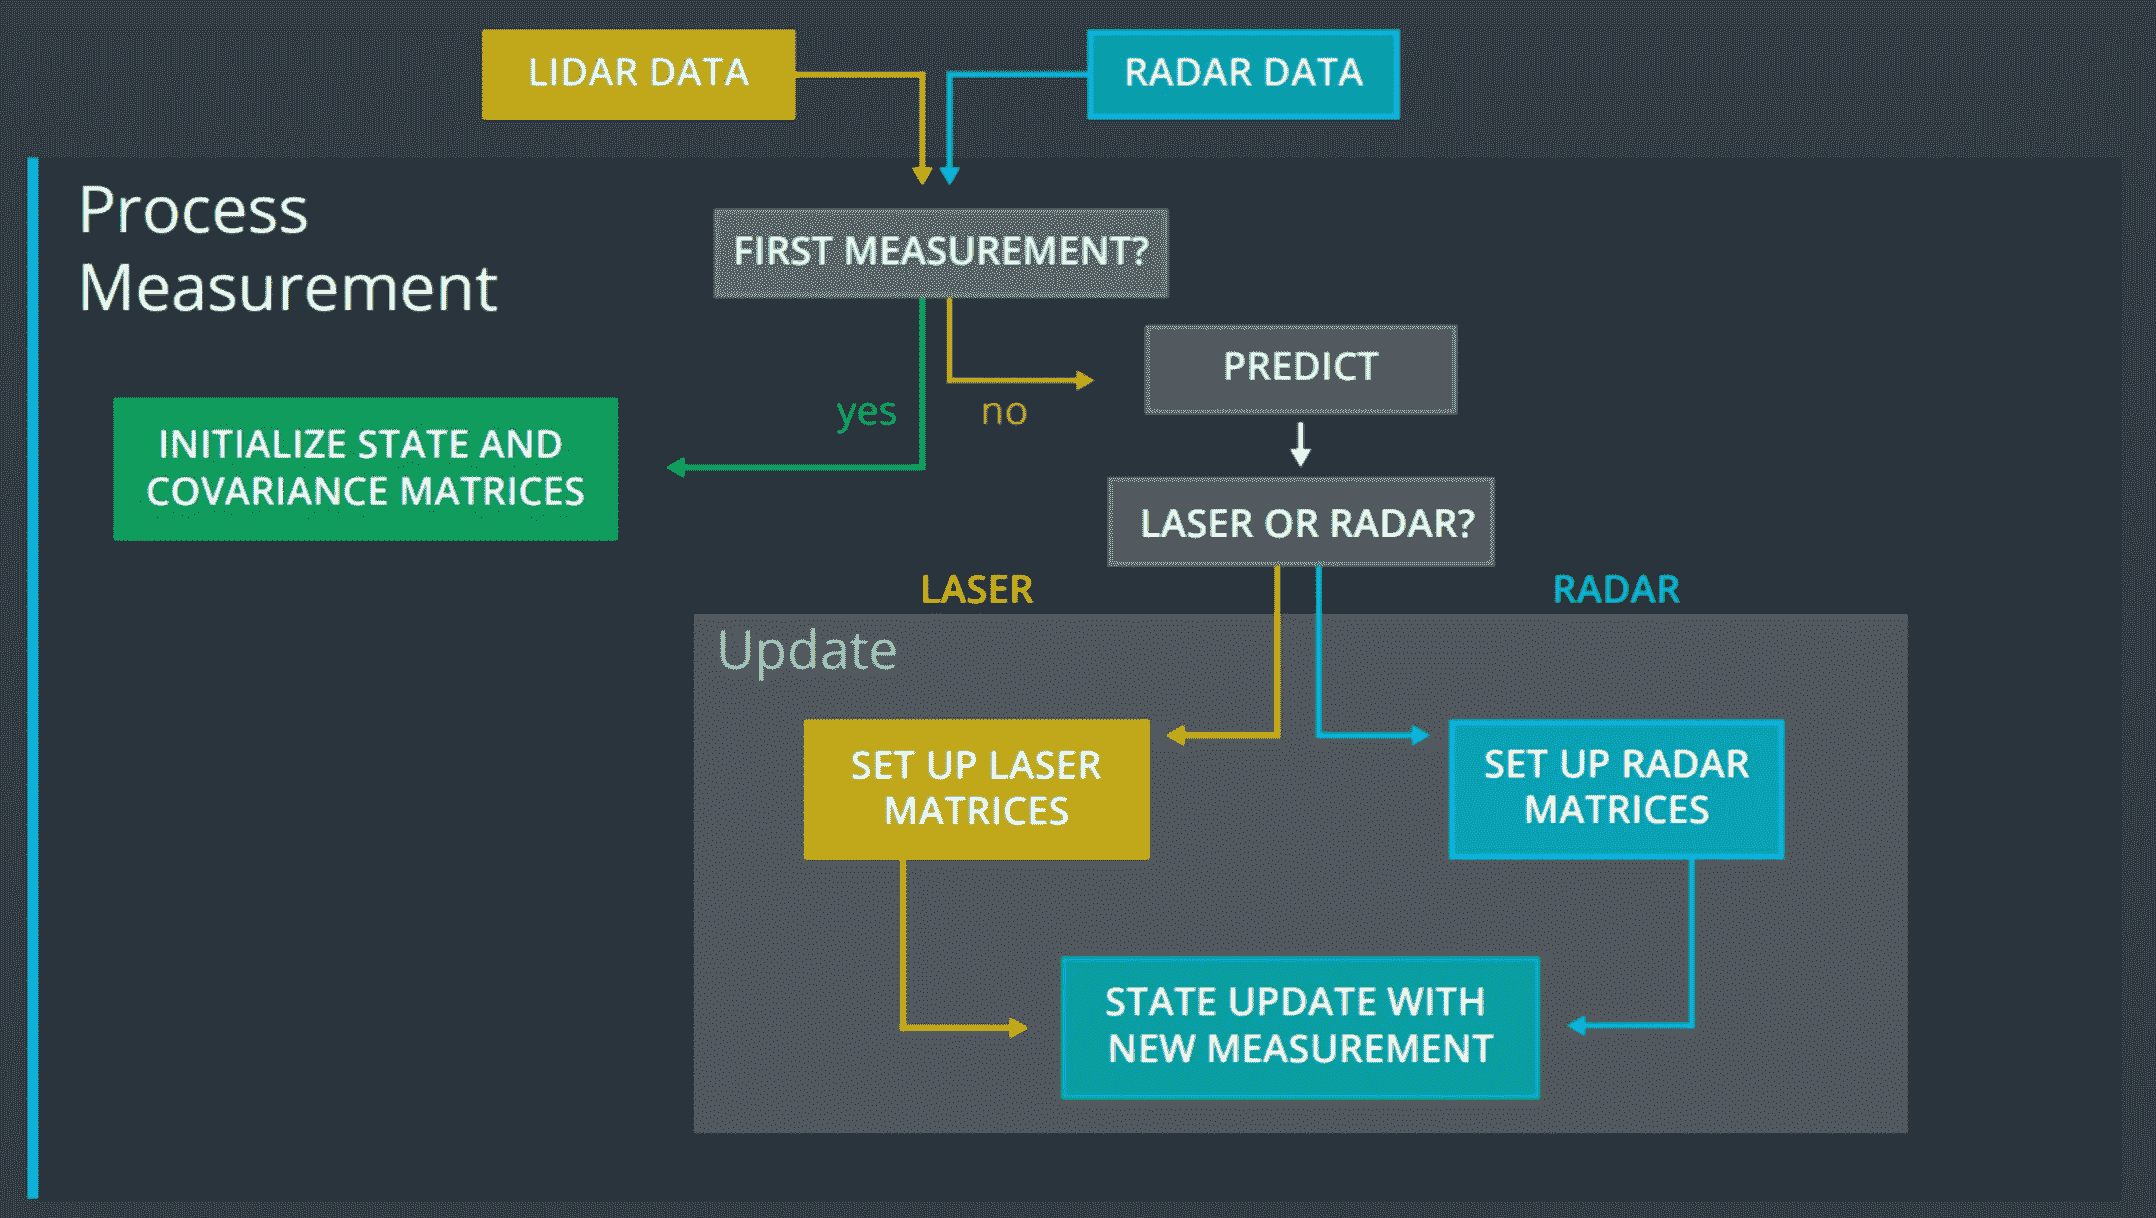 LIDAR DATA
RADAR DATA
Process
Measurement
FIRST MEASUREMENT?
PREDICT
yes
no
INITIALIZE STATE AND
COVARIANCE MATRICES
LASER OR RADAR?
LASER
RADAR
Update
SET UP LASER
MATRICES
SET UP RADAR
MATRICES
STATE UPDATE WITH
NEW MEASUREMENT